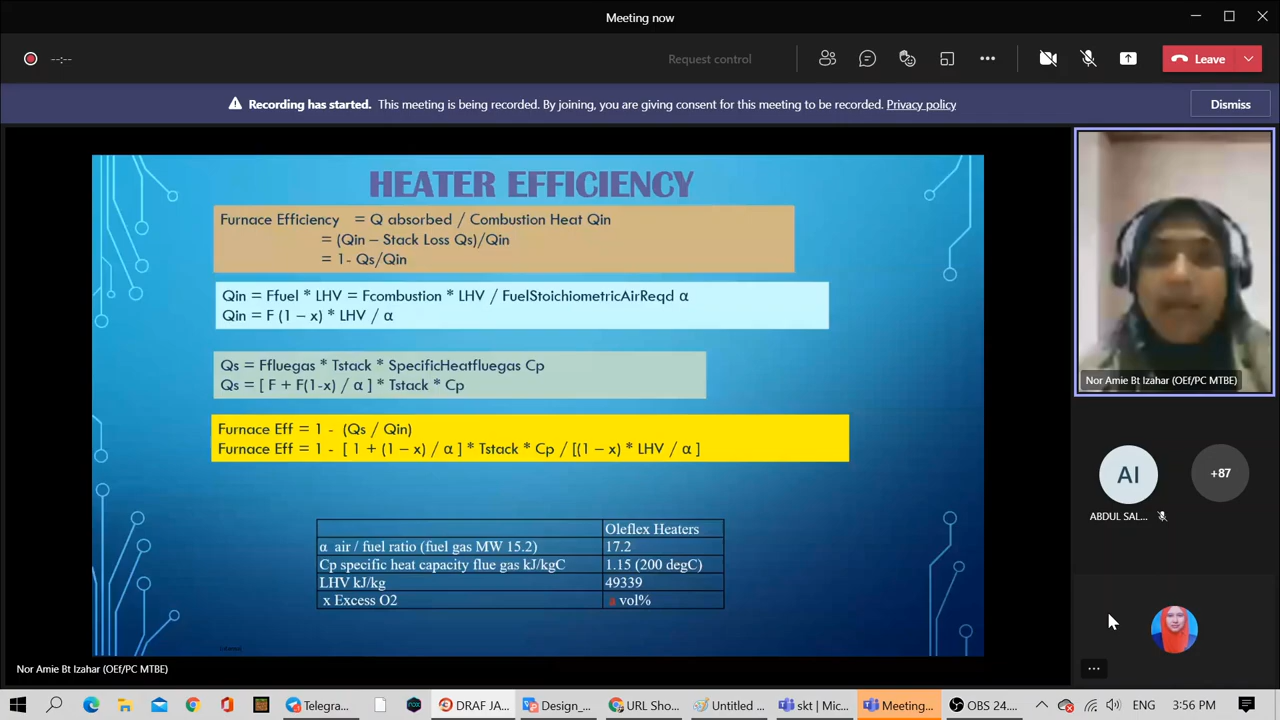 Meeting now
--:--
Request control
Leave
Recording has started. This meeting is being recorded. By joining, you are giving consent for this meeting to be recorded. Privacy policy
Dismiss
HEATER EFFICIENCY
Furnace Efficiency = Q absorbed / Combustion Heat Qin
= (Qin – Stack Loss Qs)/Qin
= 1- Qs/Qin
Qin = Ffuel * LHV = Fcombustion * LHV / FuelStoichiometricAirReqd α
Qin = F (1 – x) * LHV / α
Qs = Ffluegas * Tstack * SpecificHeatfluegas Cp
Qs = [ F + F(1-x) / α ] * Tstack * Cp
Furnace Eff = 1 - (Qs / Qin)
Furnace Eff = 1 - [ 1 + (1 – x) / α ] * Tstack * Cp / [(1 – x) * LHV / α ]
Oleflex Heaters
α air / fuel ratio (fuel gas MW 15.2) 17.2
Cp specific heat capacity flue gas kJ/kgC 1.15 (200 degC)
LHV kJ/kg 49339
x Excess O2 vol%
Nor Amie Bt Izahar (OEf/PC MTBE)
AI
+87
ABDUL SAL...
Nor Amie Bt Izahar (OEf/PC MTBE)
Telegra...
DRAF JA...
Design_...
URL Sho...
Untitled ...
skt | Mic...
Meeting...
OBS 24....
ENG
3:56 PM